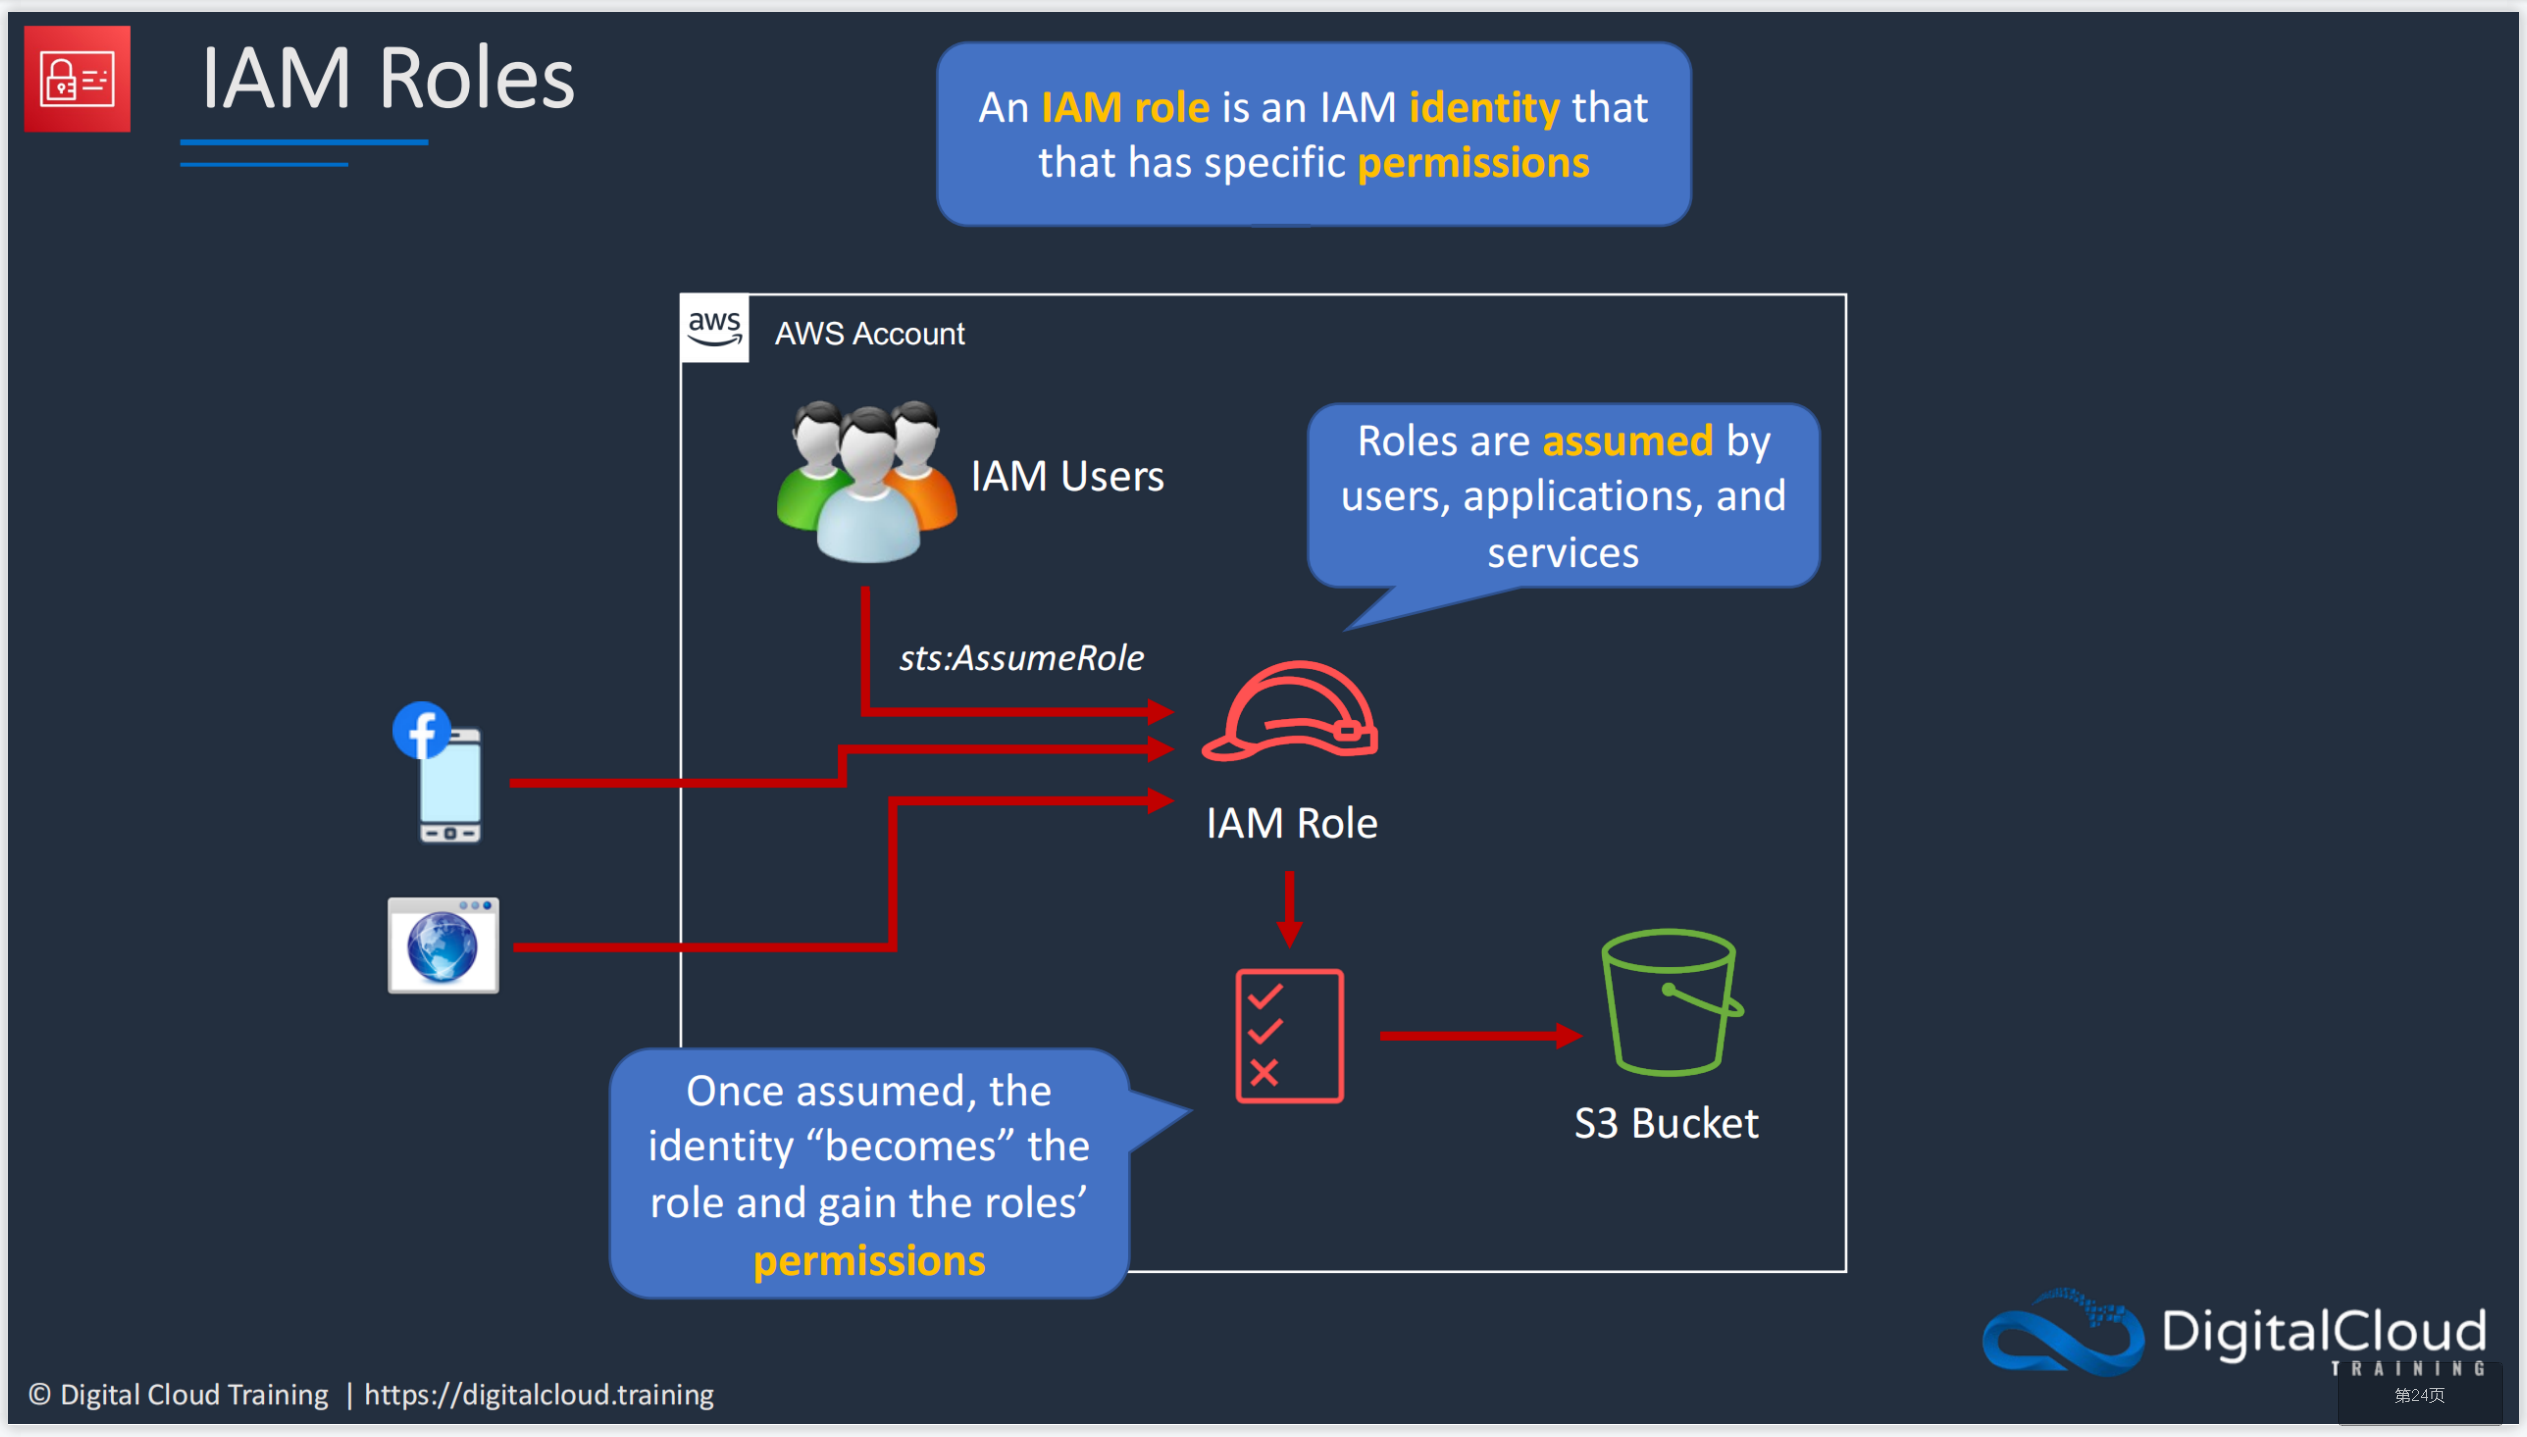 IAM Roles
An IAM role is an IAM identity that
that has specific permissions
aws
AWS Account
IAM Users
Roles are assumed by
users, applications, and
services
sts:AssumeRole
f
IAM Role
Once assumed, the
identity “becomes” the
role and gain the roles’
permissions
S3 Bucket
DigitalCloud
TRAINING
© Digital Cloud Training | https://digitalcloud.training
第24页